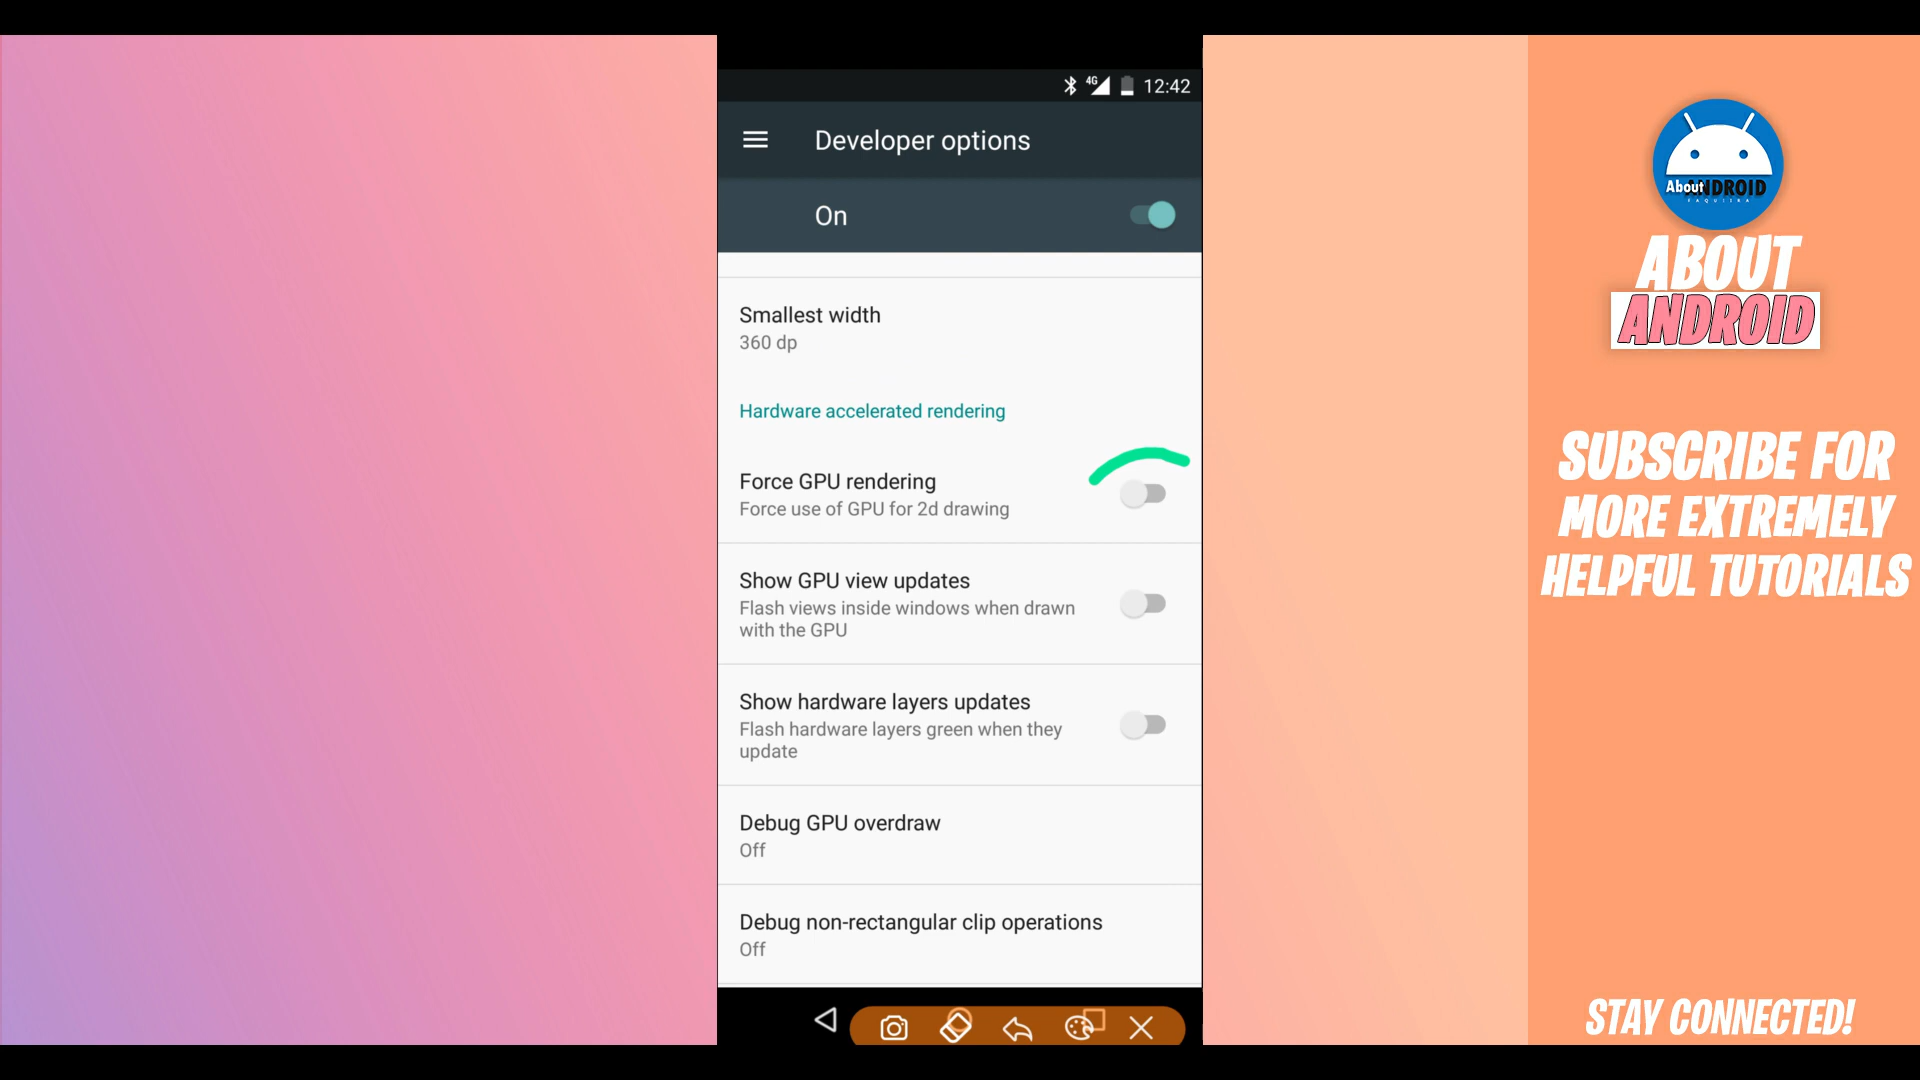 4G 12:42
Developer options
On
Smallest width
360 dp
Hardware accelerated rendering
Force GPU rendering
Force use of GPU for 2d drawing
Show GPU view updates
Flash views inside windows when drawn
with the GPU
Show hardware layers updates
Flash hardware layers green when they
update
Debug GPU overdraw
Off
Debug non-rectangular clip operations
Off
About ANDROID
FAQUIIRA
ABOUT
ANDROID
SUBSCRIBE FOR
MORE EXTREMELY
HELPFUL TUTORIALS
STAY CONNECTED!